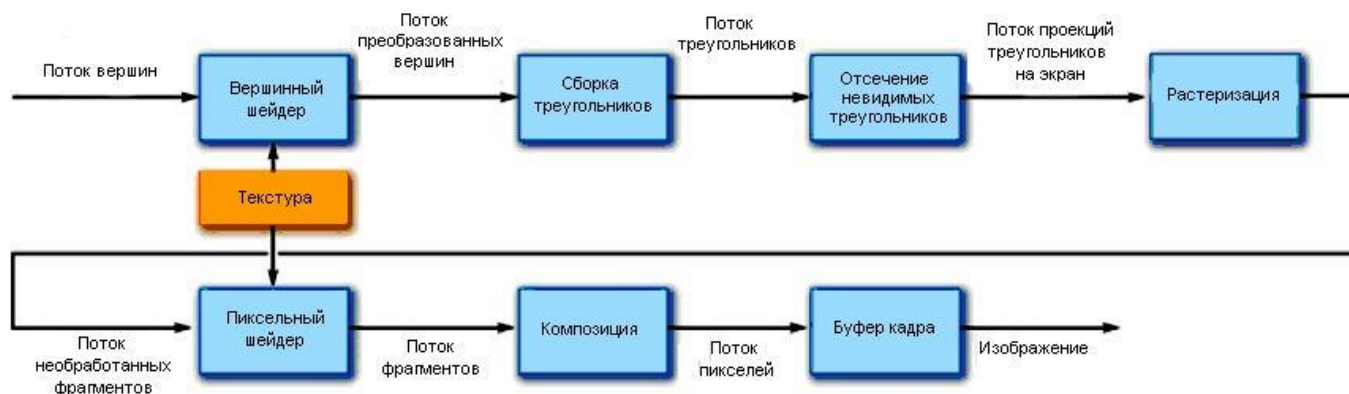 Поток вершин
Вершинный
шейдер
Поток
преобразованных
вершин
Сборка
треугольников
Поток
треугольников
Отсечение
невидимых
треугольников
Поток проекций
треугольников
на экран
Растеризация
Текстура
Поток
необработанных
фрагментов
Пиксельный
шейдер
Поток
фрагментов
Композиция
Поток
пикселей
Буфер кадра
Изображение